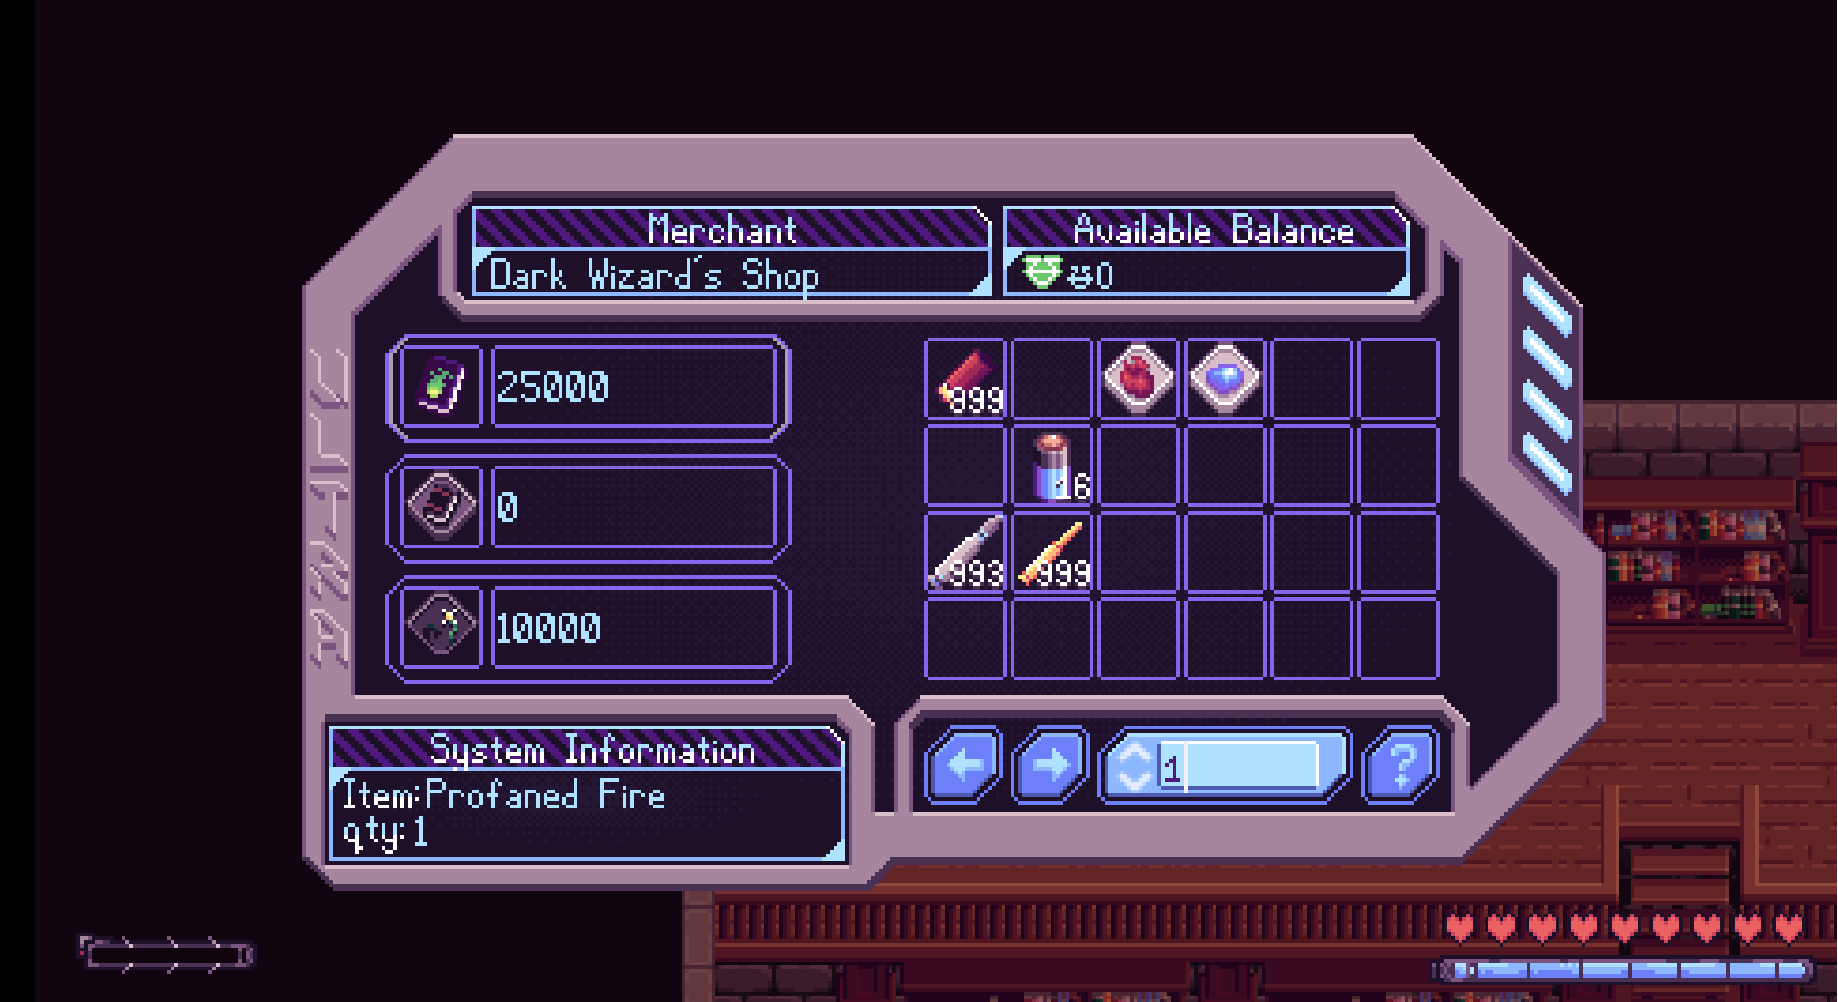 Merchant
Available Balance
Dark Wizard's Shop
0
25000
0
10000
999
16
993
999
ULTNA
System Information
Item:Profaned Fire
qty:1
1
?